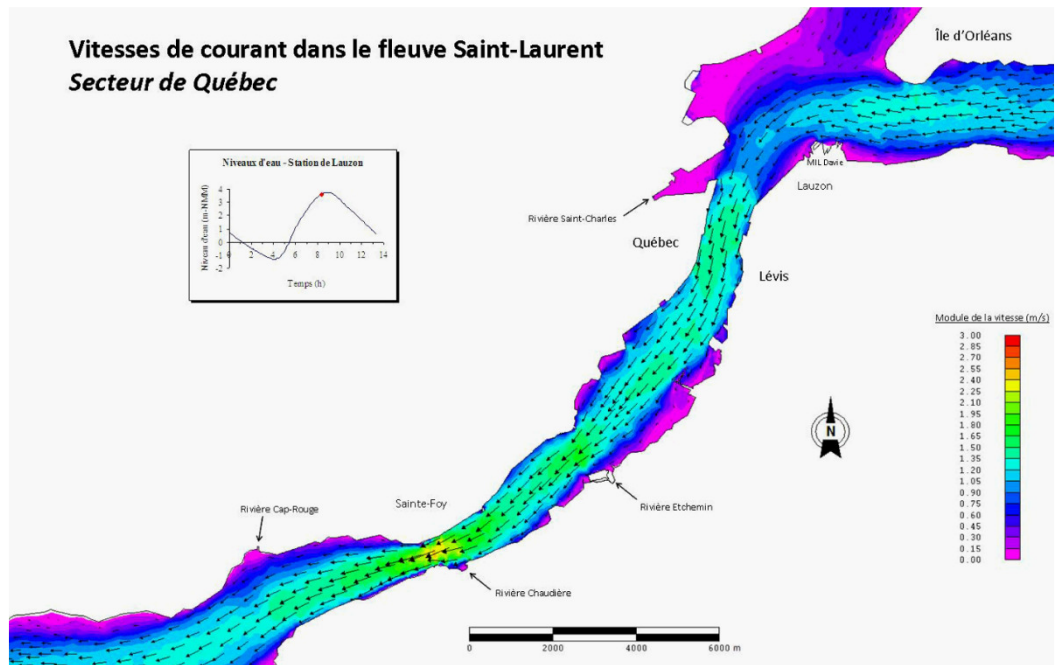 Vitesses de courant dans le fleuve Saint-Laurent
Secteur de Québec
Île d'Orléans
Niveaux d'eau - Station de Lauzon
Niveau d'eau (m-NMM)
4
3
2
1
0
-1
-2
0 2 4 6 8 10 12 14
Temps (h)
MIL Davie
Lauzon
Rivière Saint-Charles
Québec
Lévis
Module de la vitesse (m/s)
3.00
2.85
2.70
2.55
2.40
2.25
2.10
1.95
1.80
1.65
1.50
1.35
1.20
1.05
0.90
0.75
0.60
0.45
0.30
0.15
0.00
N
Sainte-Foy
Rivière Cap-Rouge
Rivière Etchemin
Rivière Chaudière
0 2000 4000 6000 m